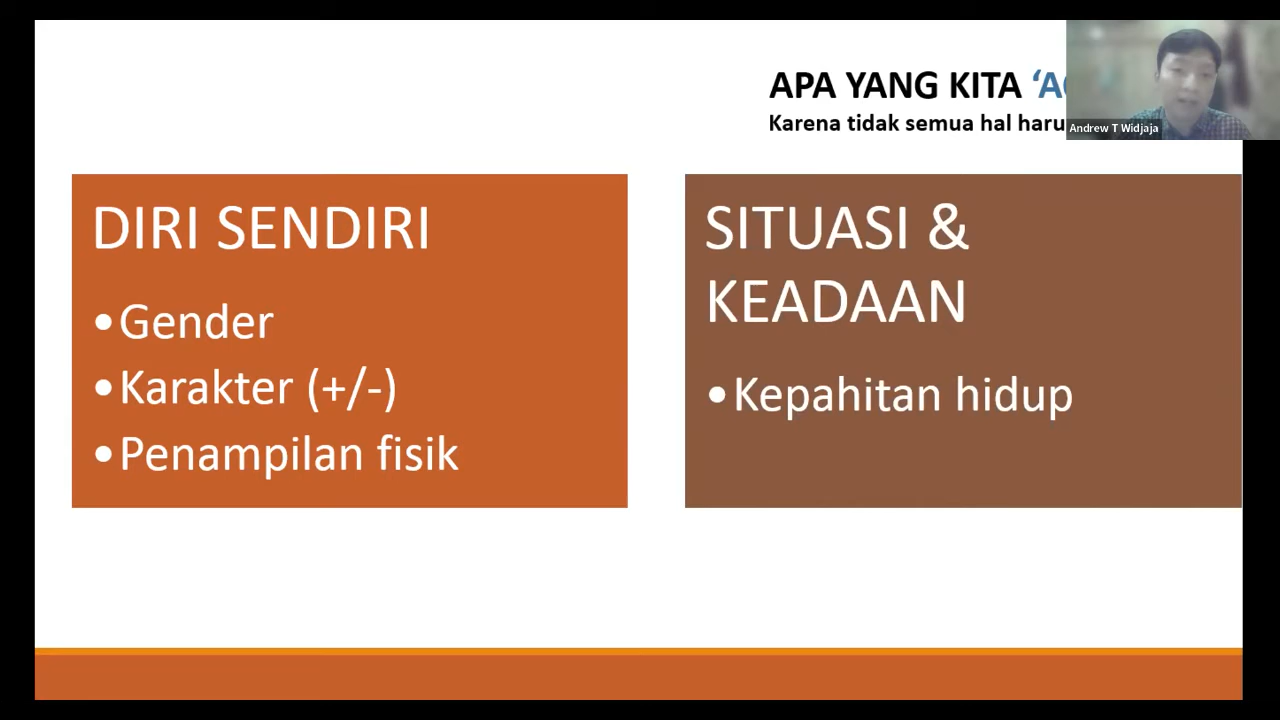 APA YANG KITA
Karena tidak semua hal
Andrew T Widjaja
DIRI SENDIRI
•Gender
•Karakter (+/-)
•Penampilan fisik
SITUASI &
KEADAAN
•Kepahitan hidup